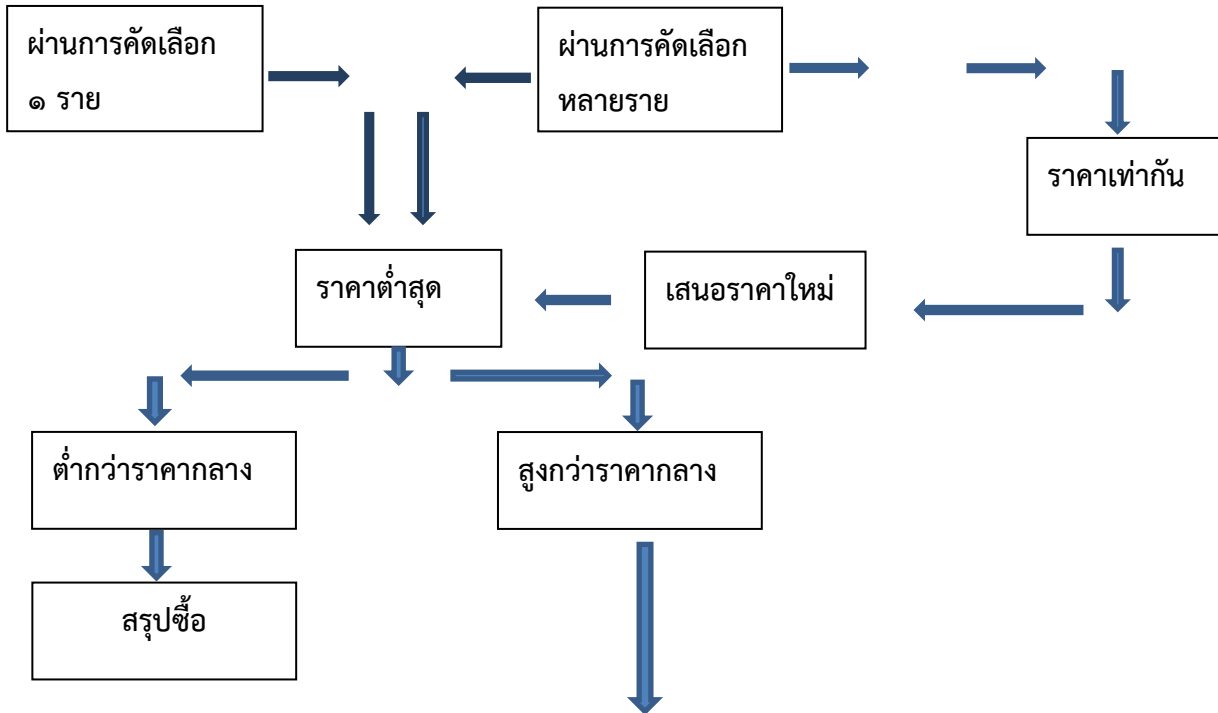 ผ่านการคัดเลือก
๑ ราย
ผ่านการคัดเลือก
หลายราย
ราคาเท่ากัน
ราคาต่ำสุด
เสนอราคาใหม่
ต่ำกว่าราคากลาง
สูงกว่าราคากลาง
สรุปซื้อ